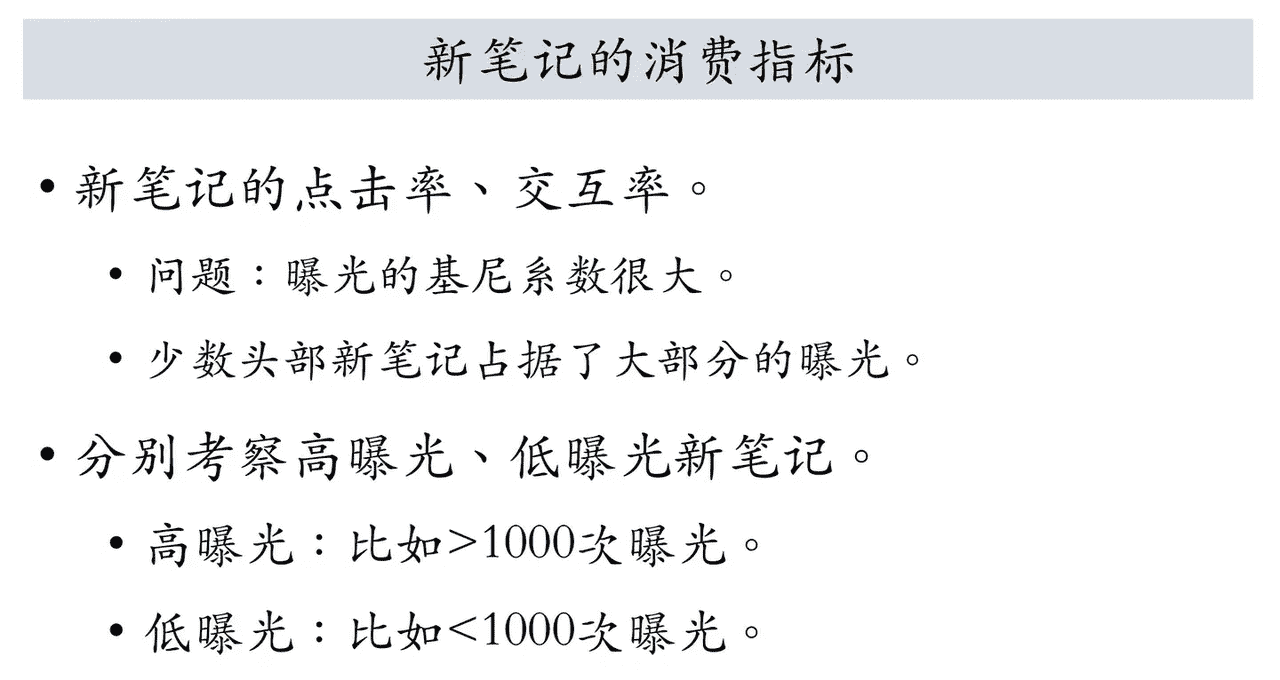 新笔记的消费指标
• 新笔记的点击率、交互率。
• 问题：曝光的基尼系数很大。
• 少数头部新笔记占据了大部分的曝光。
• 分别考察高曝光、低曝光新笔记。
• 高曝光：比如>1000次曝光。
• 低曝光：比如<1000次曝光。